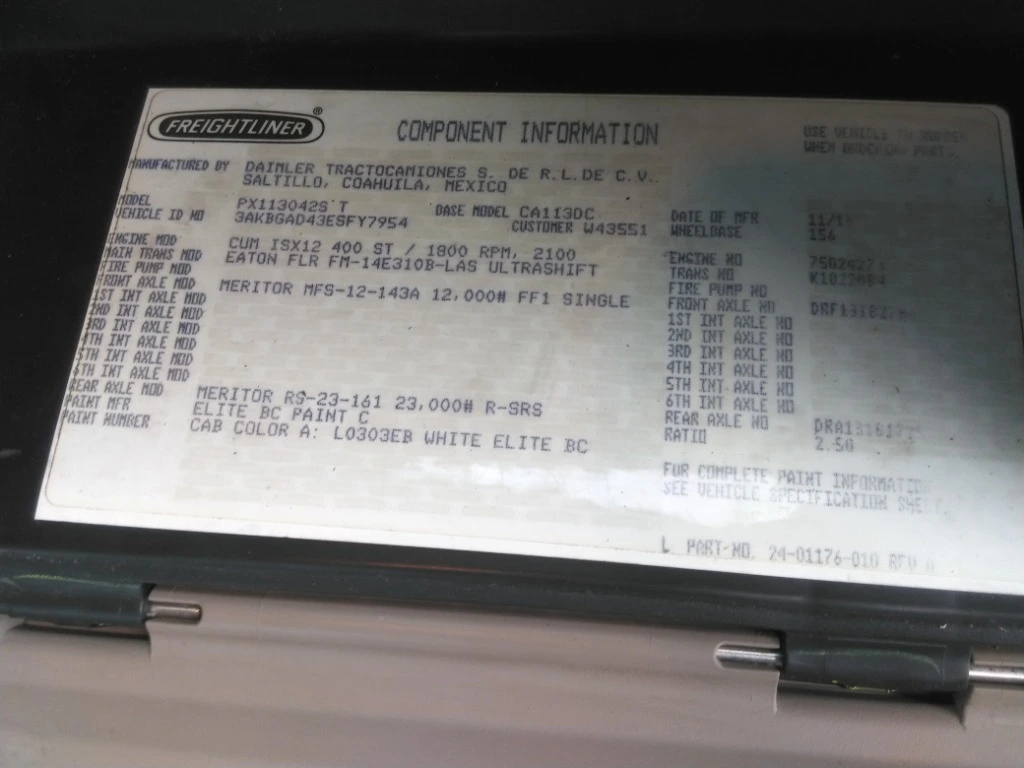 FREIGHTLINER ®
COMPONENT INFORMATION
USE VEHICLE ID NUMBER
WHEN ORDERING PARTS.
MANUFACTURED BY DAIMLER TRACTOCAMIONES S. DE R.L.DE C.V.
SALTILLO, COAHUILA, MEXICO
MODEL PX113042S T BASE MODEL CA113DC DATE OF MFR 11/1
VEHICLE ID NO 3AKBGAD43ESFY7954 CUSTOMER W43551 WHEELBASE 156
ENGINE MOD CUM ISX12 400 ST / 1800 RPM, 2100 ENGINE NO
MAIN TRANS MOD EATON FLR FM-14E310B-LAS ULTRASHIFT TRANS NO
FIRE PUMP MOD FIRE PUMP NO
FRONT AXLE MOD MERITOR MFS-12-143A 12,000# FF1 SINGLE FRONT AXLE NO
1ST INT AXLE MOD 1ST INT AXLE NO
2ND INT AXLE MOD 2ND INT AXLE NO
3RD INT AXLE MOD 3RD INT AXLE NO
4TH INT AXLE MOD 4TH INT AXLE NO
5TH INT AXLE MOD 5TH INT AXLE NO
6TH INT AXLE MOD 6TH INT AXLE NO
REAR AXLE MOD MERITOR RS-23-161 23,000# R-SRS REAR AXLE NO
PAINT MFR ELITE BC PAINT C RATIO 2.50
PAINT NUMBER CAB COLOR A: L0303EB WHITE ELITE BC
FOR COMPLETE PAINT INFORMATION
SEE VEHICLE SPECIFICATION SHEET.
L PART-NO. 24-01176-010 REV